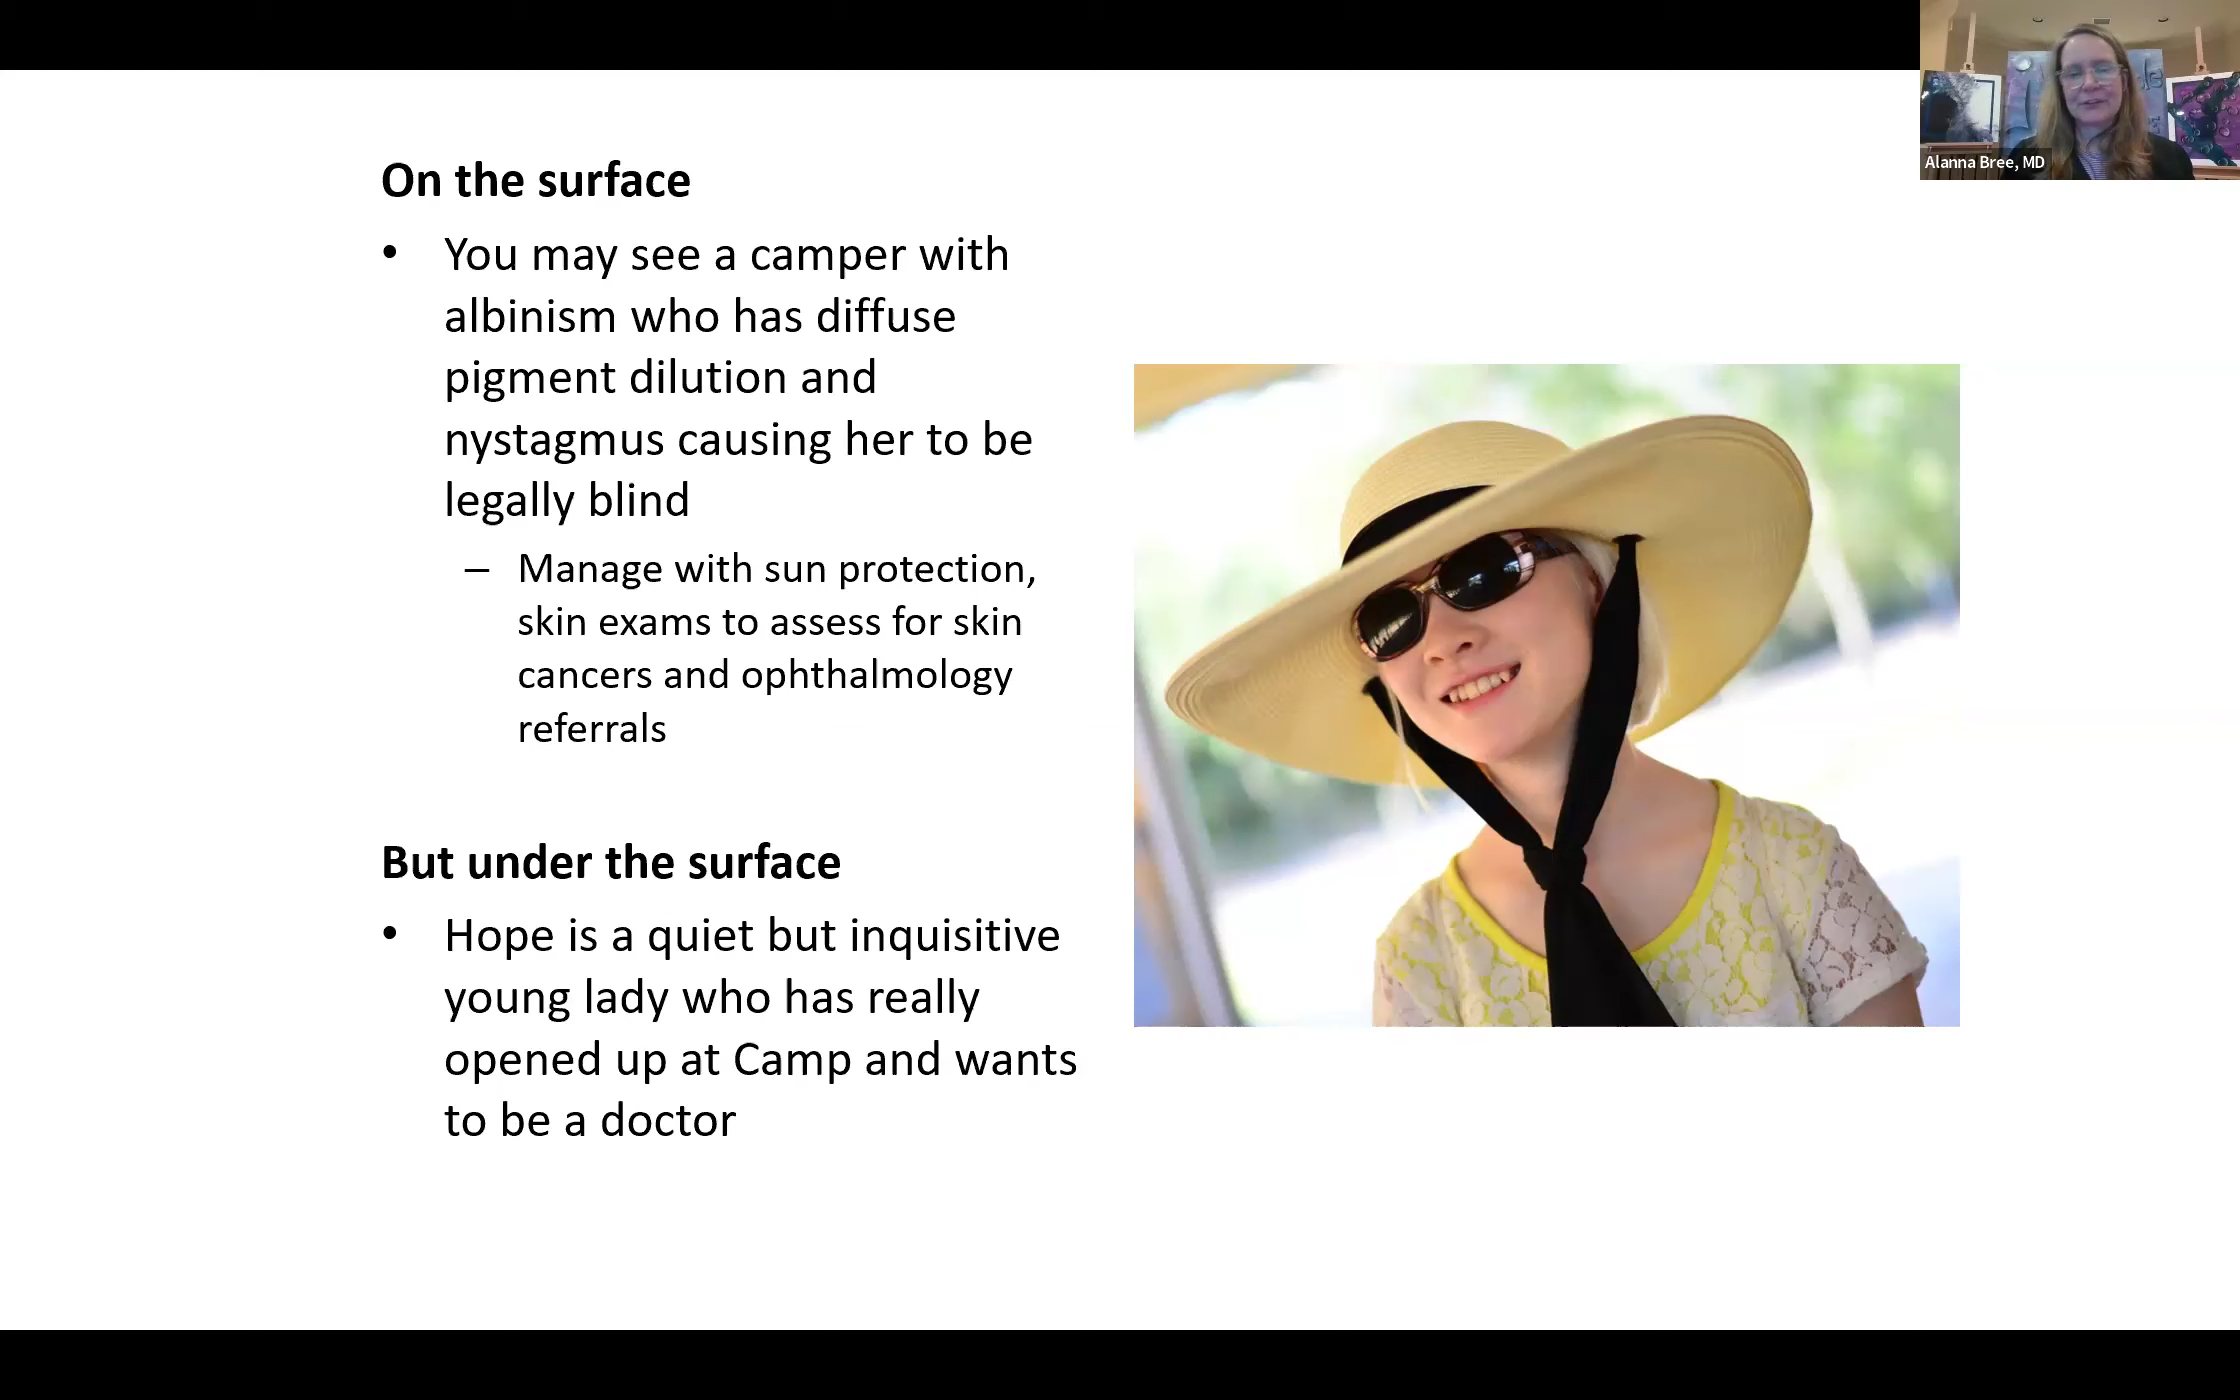 On the surface
• You may see a camper with
albinism who has diffuse
pigment dilution and
nystagmus causing her to be
legally blind
– Manage with sun protection,
skin exams to assess for skin
cancers and ophthalmology
referrals
But under the surface
• Hope is a quiet but inquisitive
young lady who has really
opened up at Camp and wants
to be a doctor
Alanna Bree, MD